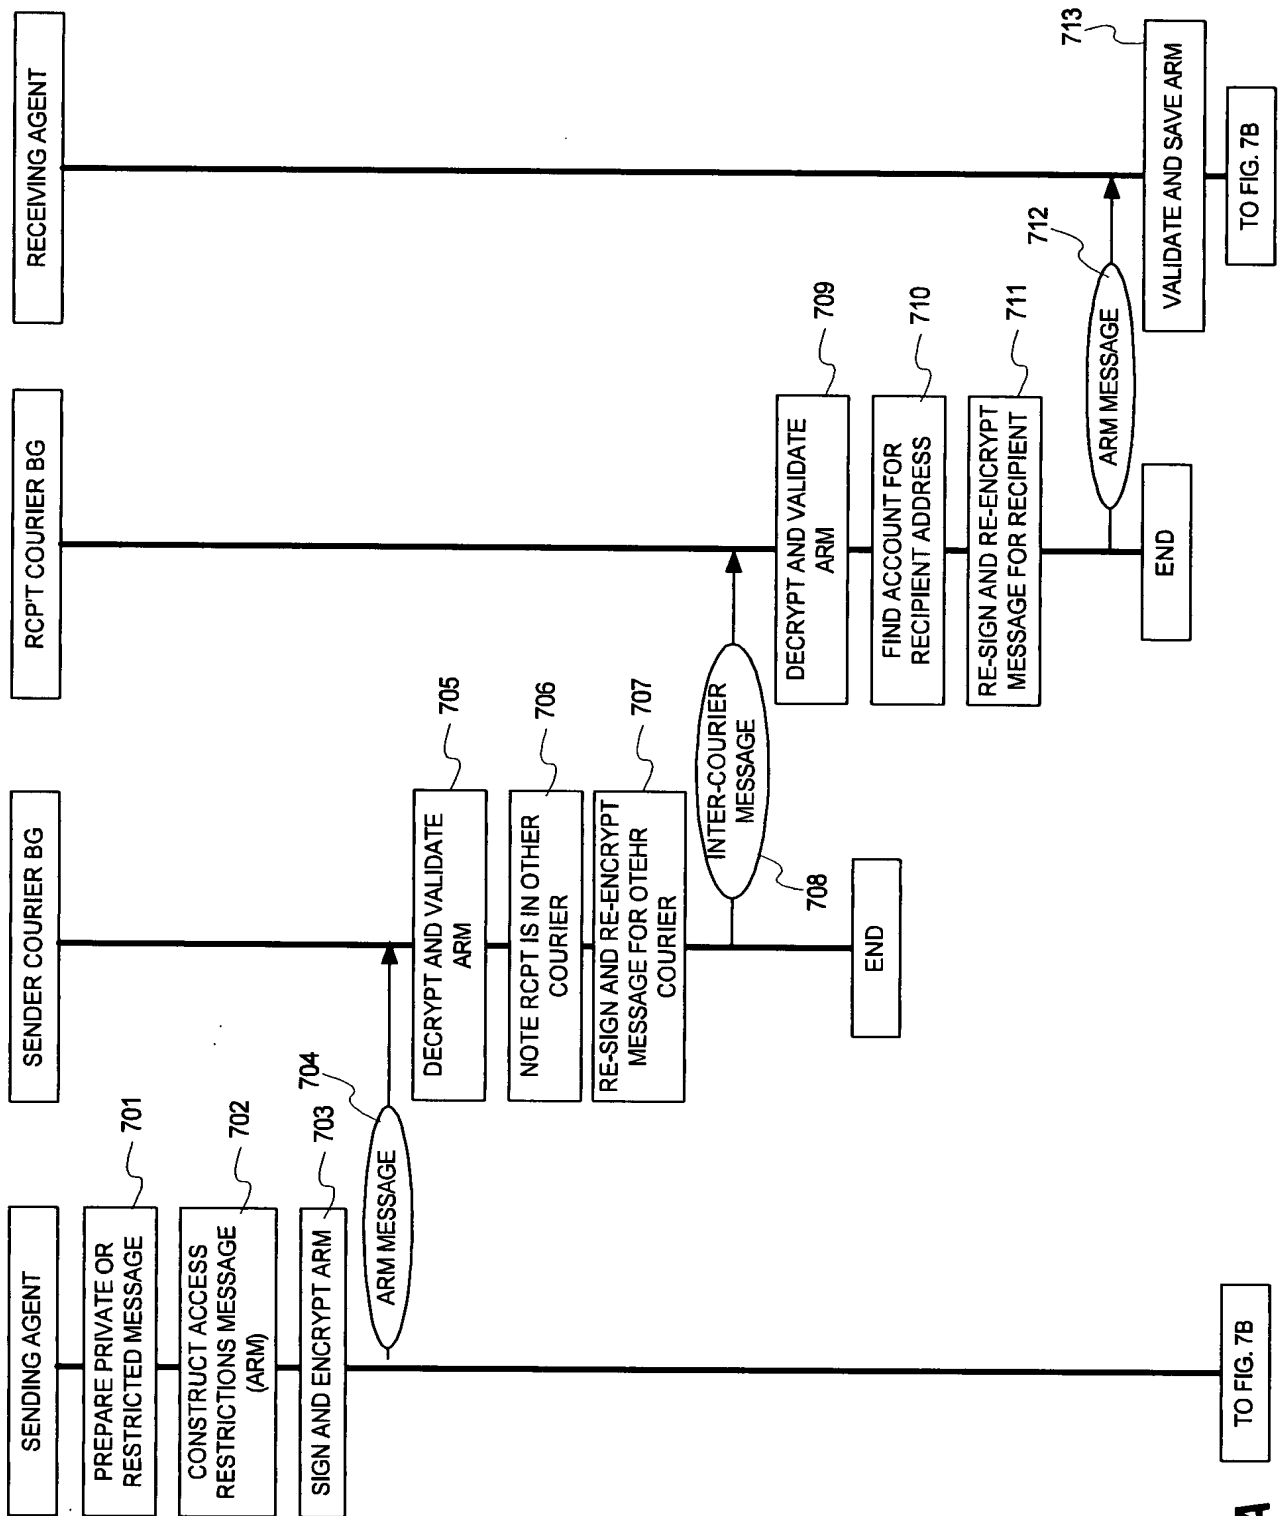 SENDING AGENT
PREPARE PRIVATE OR
RESTRICTED MESSAGE
701
CONSTRUCT ACCESS
RESTRICTIONS MESSAGE
(ARM)
702
SIGN AND ENCRYPT ARM
703
ARM MESSAGE
704
TO FIG. 7B
SENDER COURIER BG
DECRYPT AND VALIDATE
ARM
705
NOTE RCPT IS IN OTHER
COURIER
706
RE-SIGN AND RE-ENCRYPT
MESSAGE FOR OTEHR
COURIER
707
INTER-COURIER
MESSAGE
708
END
RCP'T COURIER BG
DECRYPT AND VALIDATE
ARM
709
FIND ACCOUNT FOR
RECIPIENT ADDRESS
710
RE-SIGN AND RE-ENCRYPT
MESSAGE FOR RECIPIENT
711
ARM MESSAGE
712
END
RECEIVING AGENT
VALIDATE AND SAVE ARM
713
TO FIG. 7B